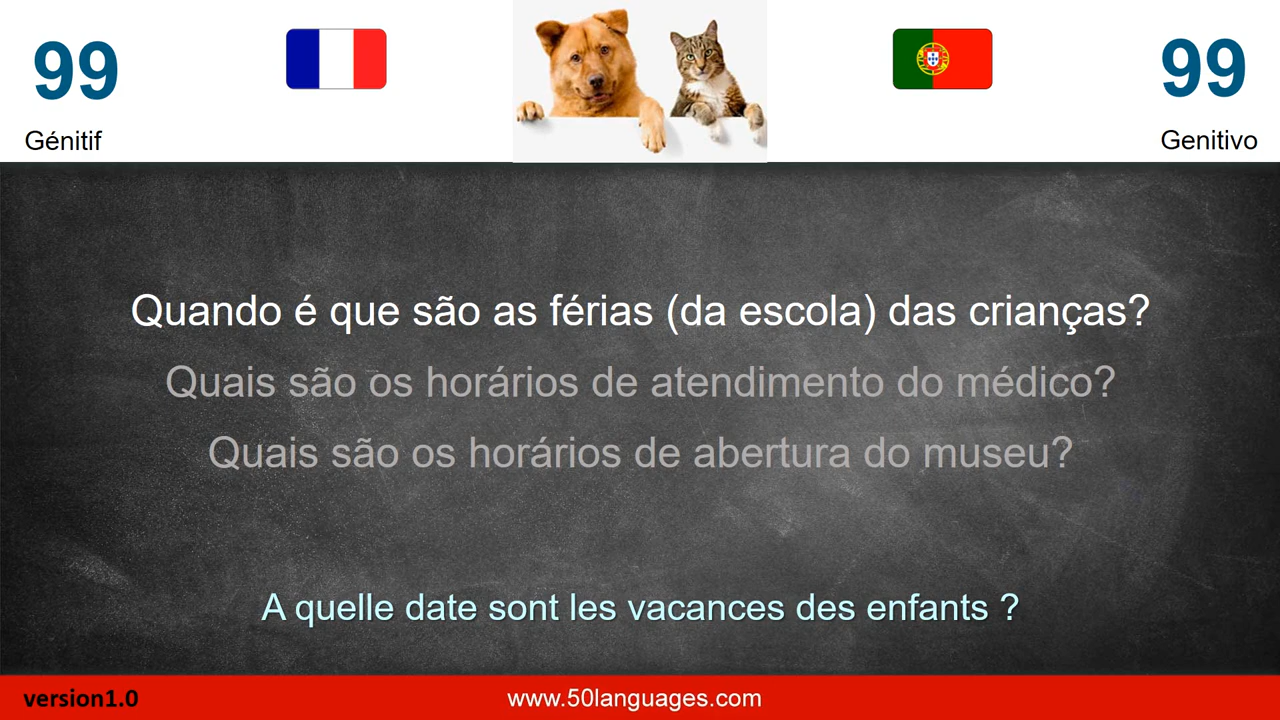 99
99
Génitif
Genitivo
Quando é que são as férias (da escola) das crianças?
Quais são os horários de atendimento do médico?
Quais são os horários de abertura do museu?
A quelle date sont les vacances des enfants ?
version1.0
www.50languages.com